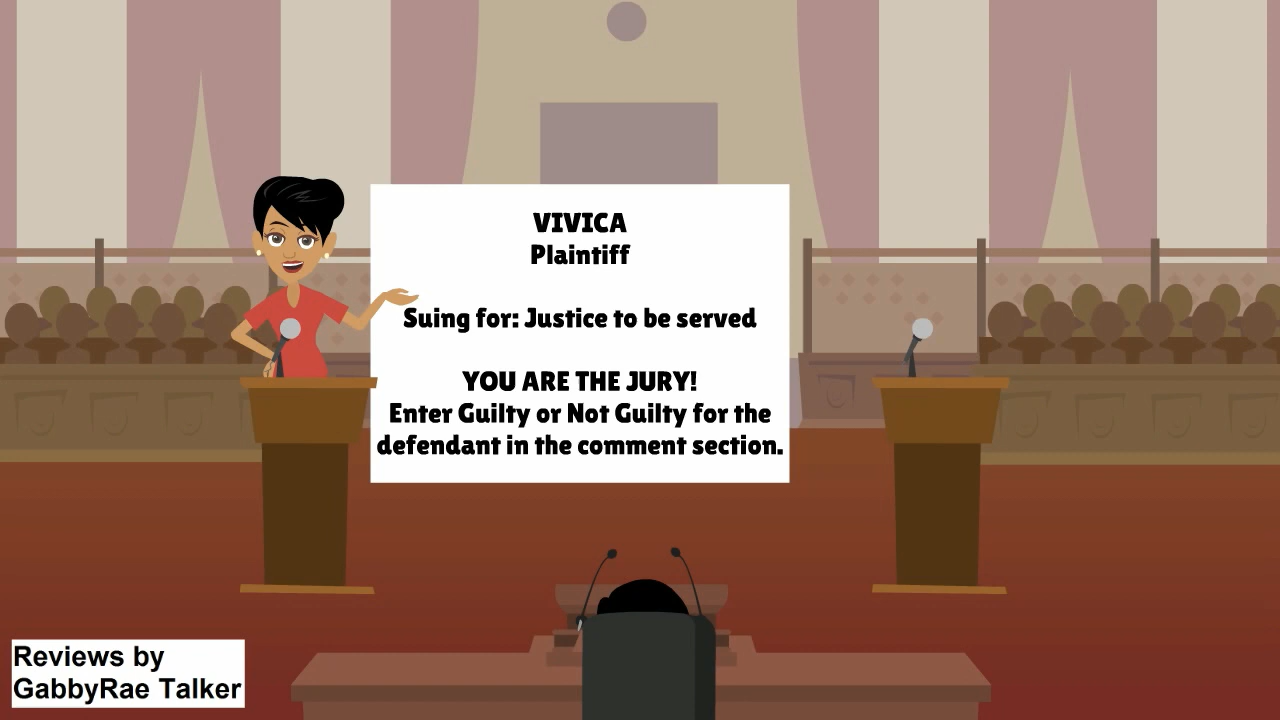 VIVICA
Plaintiff
Suing for: Justice to be served
YOU ARE THE JURY!
Enter Guilty or Not Guilty for the
defendant in the comment section.
Reviews by
GabbyRae Talker